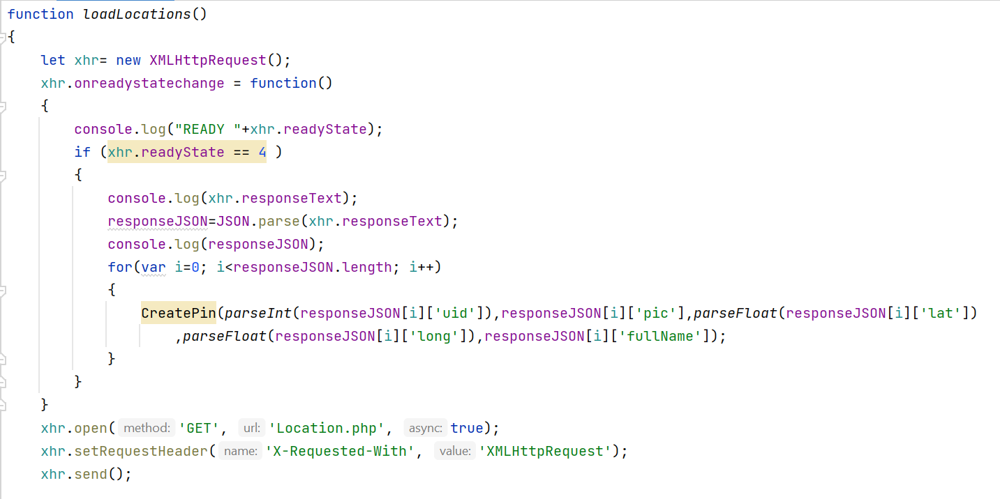 function loadLocations()
{
    let xhr= new XMLHttpRequest();
    xhr.onreadystatechange = function()
    {
        console.log("READY "+xhr.readyState);
        if (xhr.readyState == 4 )
        {
            console.log(xhr.responseText);
            responseJSON=JSON.parse(xhr.responseText);
            console.log(responseJSON);
            for(var i=0; i<responseJSON.length; i++)
            {
                CreatePin(parseInt(responseJSON[i]['uid']),responseJSON[i]['pic'],parseFloat(responseJSON[i]['lat'])
                    ,parseFloat(responseJSON[i]['long']),responseJSON[i]['fullName']);
            }
        }
    }
    xhr.open( method: 'GET', url: 'Location.php', async: true);
    xhr.setRequestHeader( name: 'X-Requested-With', value: 'XMLHttpRequest');
    xhr.send();